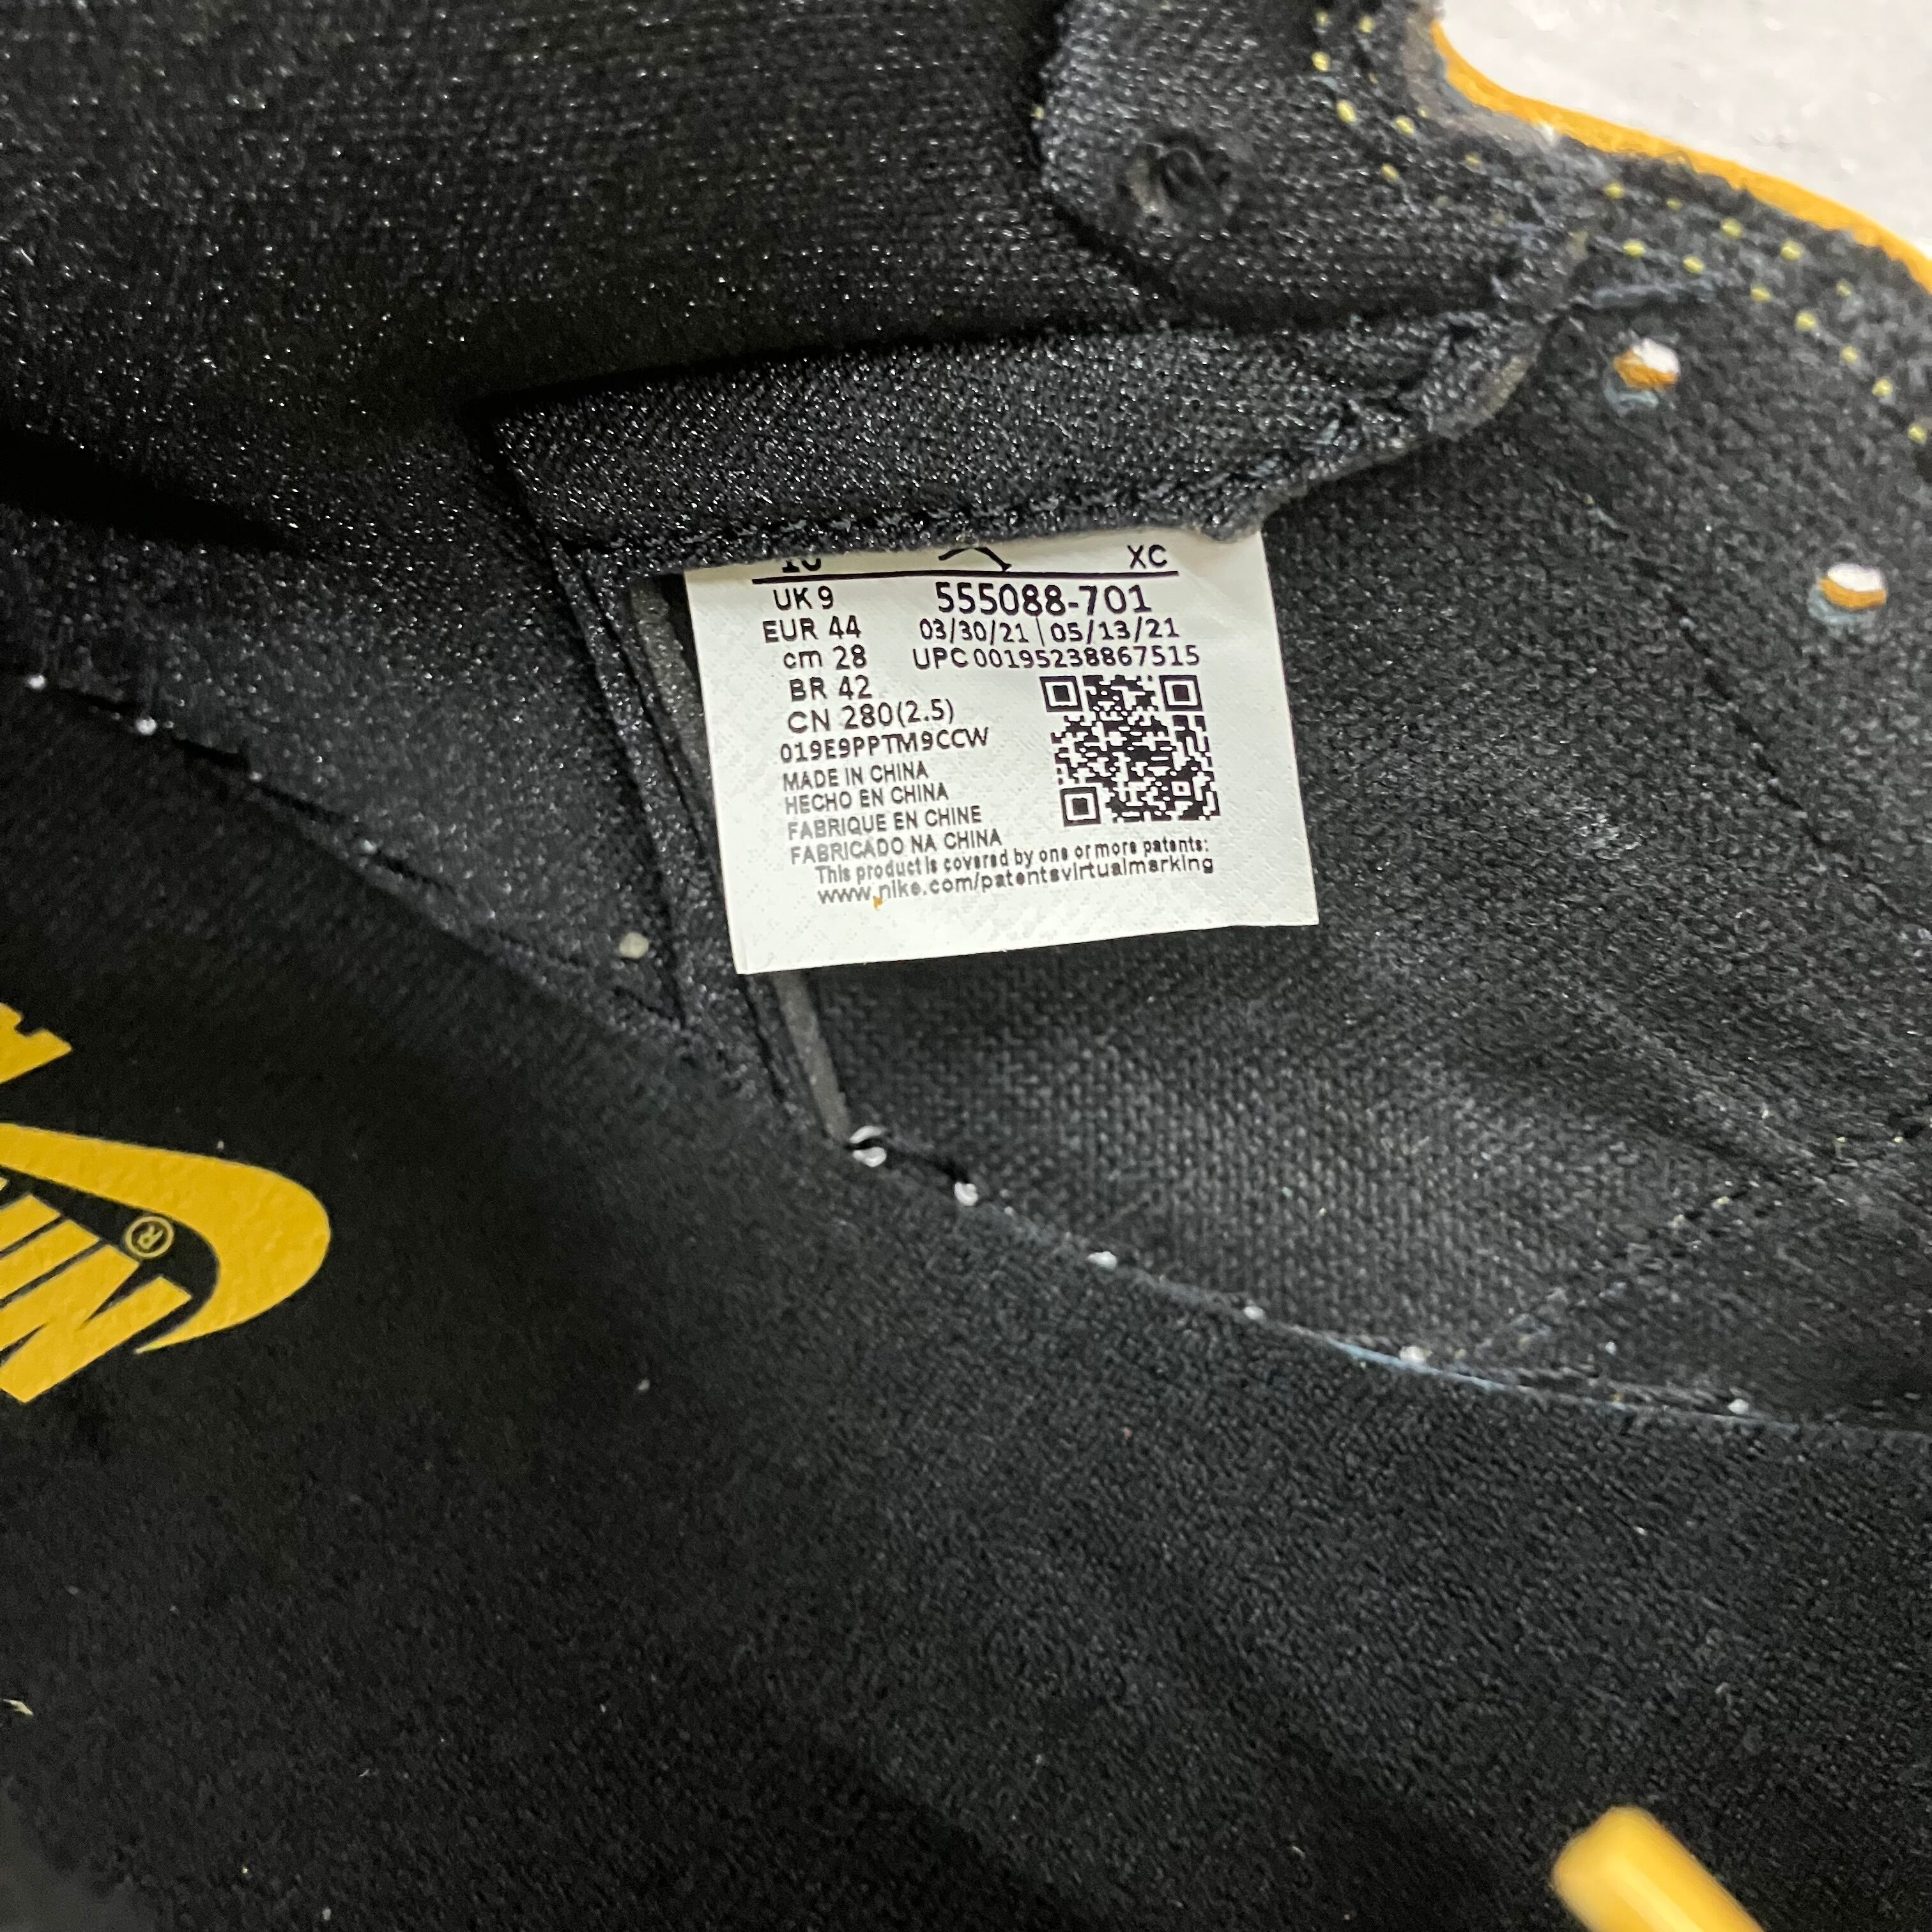 10 XC
UK 9 555088-701
EUR 44 03/30/21 | 05/13/21
cm 28 UPC 00195238867515
BR 42
CN 280(2.5)
019E9PPTM9CCW
MADE IN CHINA
HECHO EN CHINA
FABRIQUE EN CHINE
FABRICADO NA CHINA
This product is covered by one or more patents:
www.nike.com/patentsvirtualmarking
®